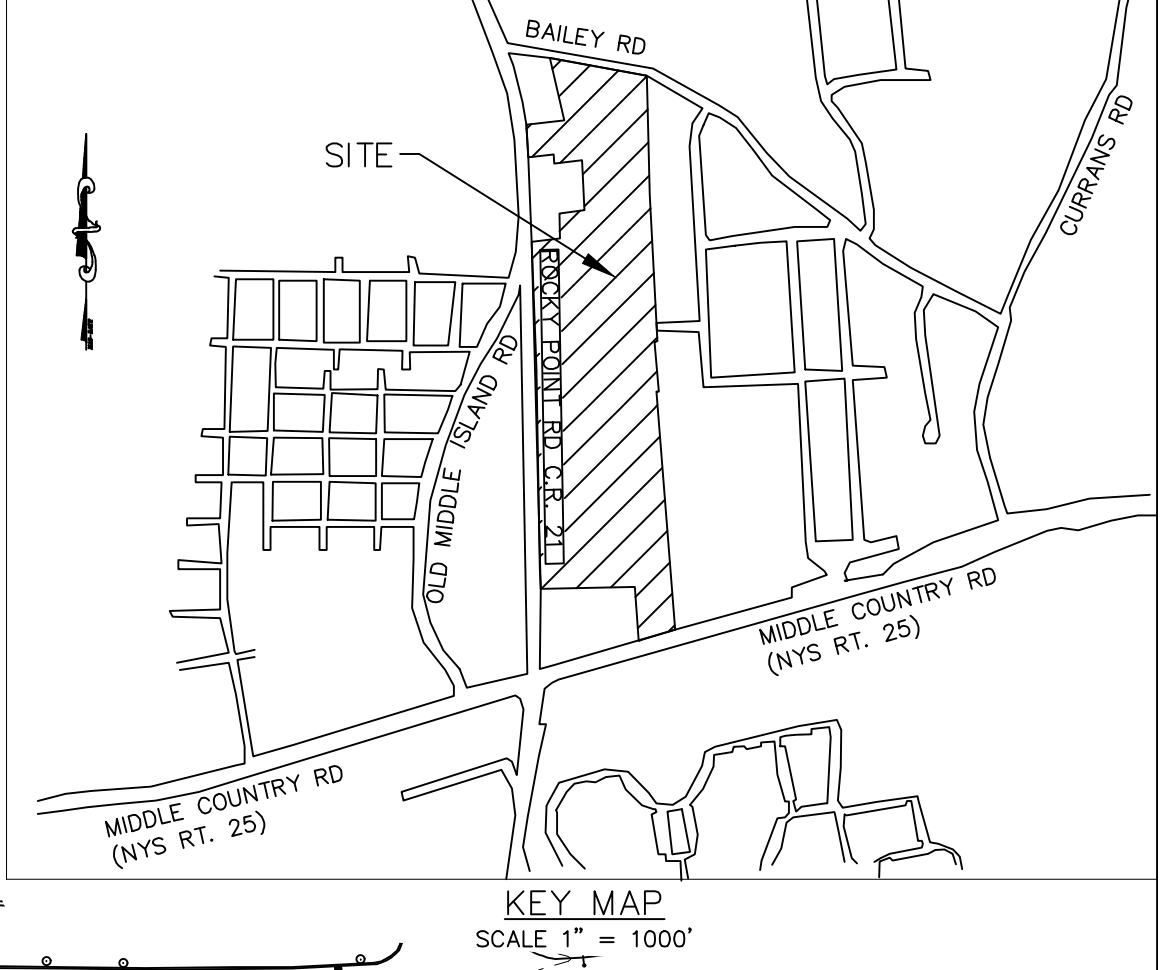 BAILEY RD
CURRANS RD
SITE
ROCKY POINT RD C.R. 21
OLD MIDDLE ISLAND RD
MIDDLE COUNTRY RD
(NYS RT. 25)
MIDDLE COUNTRY RD
(NYS RT. 25)
KEY MAP
SCALE 1" = 1000'